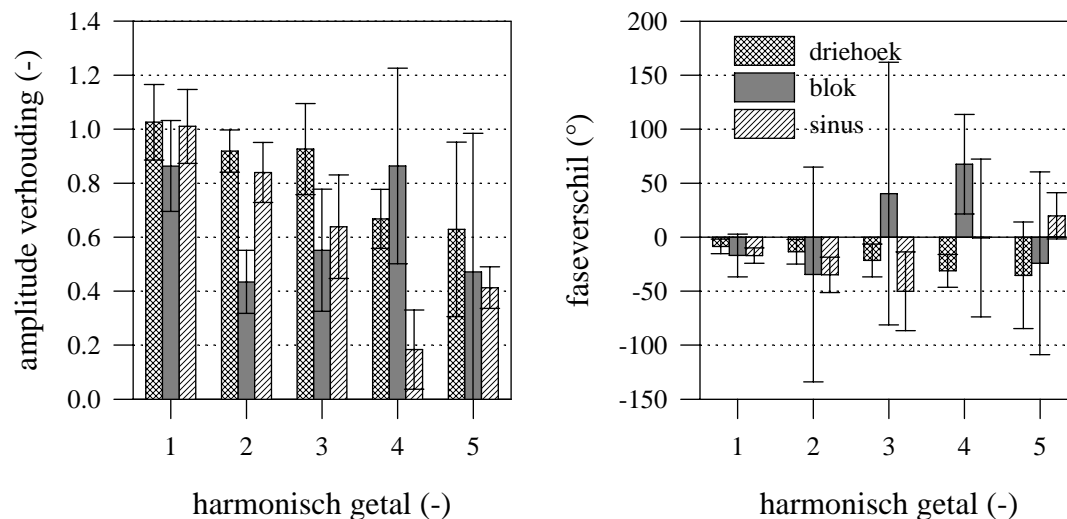 amplitude verhouding (-)
1.4
1.2
1.0
0.8
0.6
0.4
0.2
0.0
1 2 3 4 5
harmonisch getal (-)
faseverschil (°)
200
150
100
50
0
-50
-100
-150
driehoek
blok
sinus
1 2 3 4 5
harmonisch getal (-)